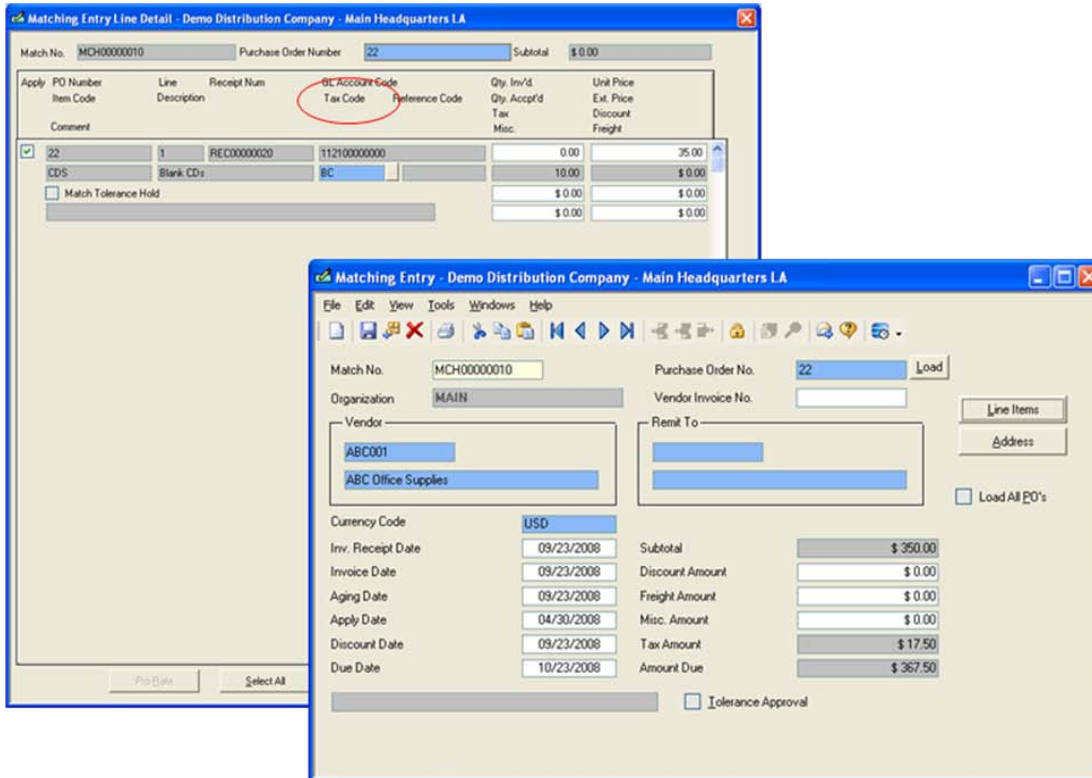 Matching Entry Line Detail - Demo Distribution Company - Main Headquarters LA
Match No. MCH00000010 Purchase Order Number 22 Subtotal $ 0.00
Apply PO Number Line Receipt Num GL Account Code Qty. Inv'd. Unit Price
Item Code Description Tax Code Reference Code Qty. Accpt'd Ext. Price
Tax Discount
Comment Misc. Freight
22 1 REC00000020 112100000000 0.00 35.00
CDS Blank CDs BC 10.00 $ 0.00
Match Tolerance Hold $ 0.00 $ 0.00
$ 0.00 $ 0.00
Pro Rate Select All
Matching Entry - Demo Distribution Company - Main Headquarters LA
File Edit View Tools Windows Help
Match No. MCH00000010 Purchase Order No. 22 Load
Organization MAIN Vendor Invoice No.
Line Items
Vendor Remit To
Address
ABC001
ABC Office Supplies
Load All PO's
Currency Code USD
Inv. Receipt Date 09/23/2008 Subtotal $ 350.00
Invoice Date 09/23/2008 Discount Amount $ 0.00
Aging Date 09/23/2008 Freight Amount $ 0.00
Apply Date 04/30/2008 Misc. Amount $ 0.00
Discount Date 09/23/2008 Tax Amount $ 17.50
Due Date 10/23/2008 Amount Due $ 367.50
Tolerance Approval